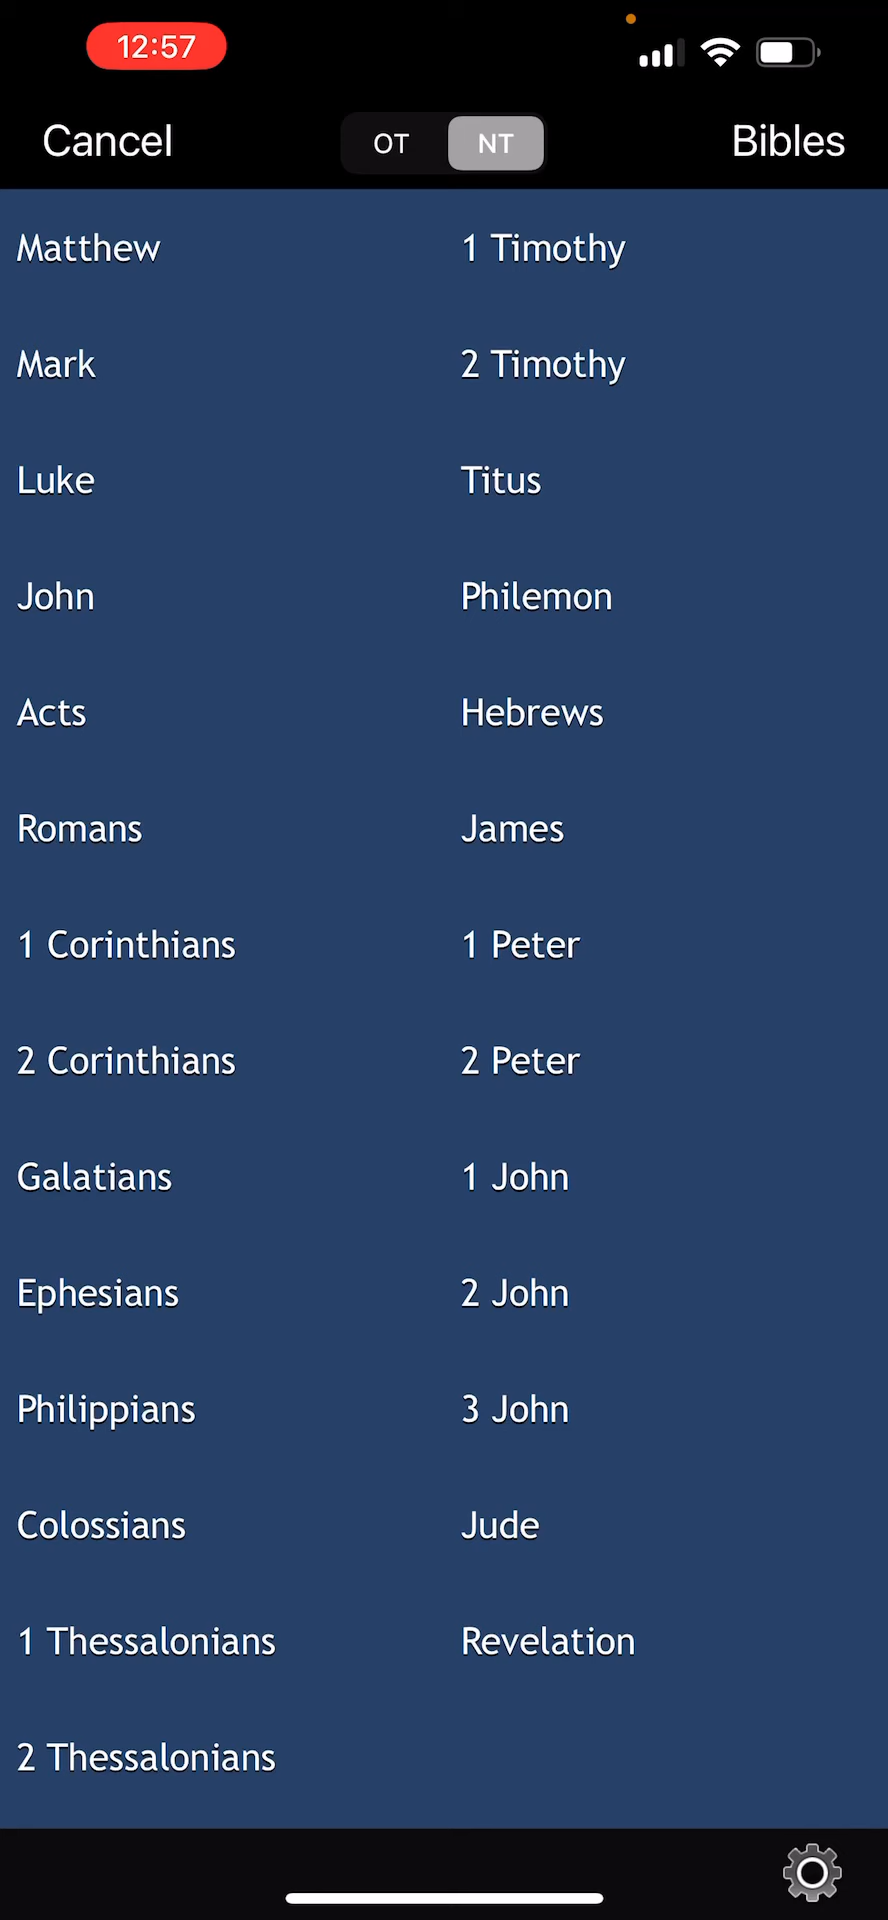 12:57
Cancel OT NT Bibles
Matthew
Mark
Luke
John
Acts
Romans
1 Corinthians
2 Corinthians
Galatians
Ephesians
Philippians
Colossians
1 Thessalonians
2 Thessalonians
1 Timothy
2 Timothy
Titus
Philemon
Hebrews
James
1 Peter
2 Peter
1 John
2 John
3 John
Jude
Revelation